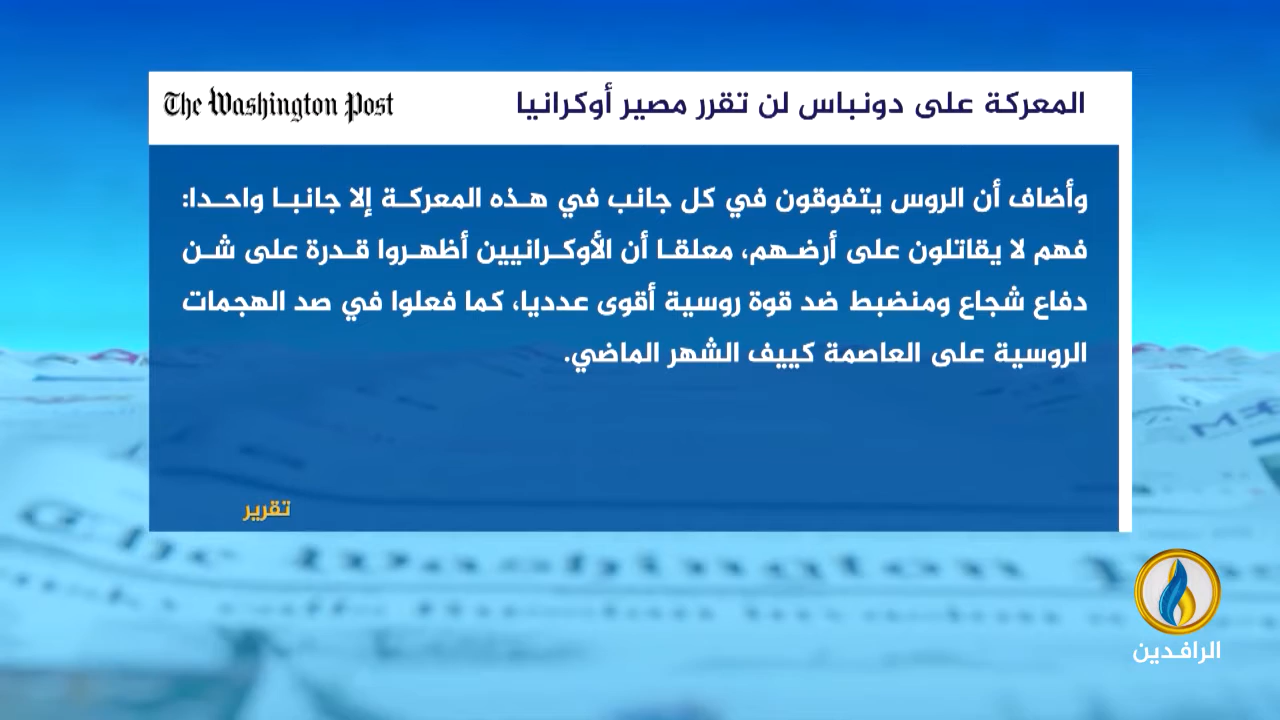 The Washington Post
المعركة على دونباس لن تقرر مصير أوكرانيا
وأضاف أن الروس يتفوقون في كل جانب في هـذه المعركـة إلا جانبـا واحـدا:
فهم لا يقاتلون على أرضـهم، معلقـا أن الأوكـرانيين أظهـروا قـدرة على شـن
دفاع شجاع ومنضبط ضد قوة روسية أقوى عدديا، كما فعلوا في صد الهجمات
الروسية على العاصمة كييف الشهر الماضي.
تقرير
الرافدين